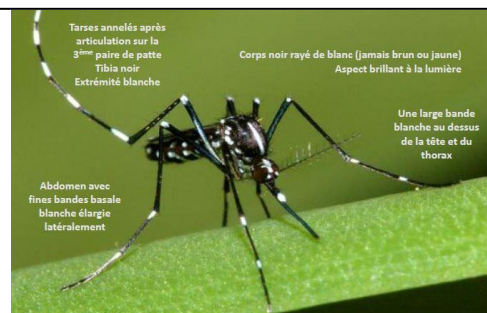 Tarses annelés après
articulation sur la
3ème paire de patte
Tibia noir
Extrémité blanche
Corps noir rayé de blanc (jamais brun ou jaune)
Aspect brillant à la lumière
Une large bande
blanche au dessus
de la tête et du
thorax
Abdomen avec
fines bandes basale
blanche élargie
latéralement